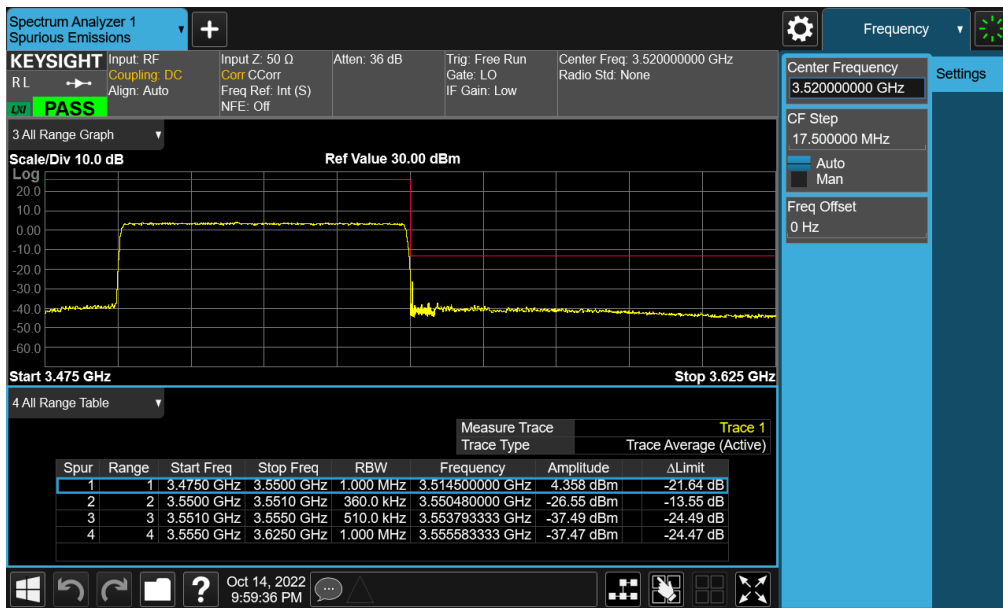 Spectrum Analyzer 1
Spurious Emissions
Frequency
KEYSIGHT
R L
LXI
PASS
Input: RF
Coupling: DC
Align: Auto
Input Z: 50 Ω
Corr CCorr
Freq Ref: Int (S)
NFE: Off
Atten: 36 dB
Trig: Free Run
Gate: LO
IF Gain: Low
Center Freq: 3.520000000 GHz
Radio Std: None
Center Frequency
3.520000000 GHz
Settings
CF Step
17.500000 MHz
Auto
Man
Freq Offset
0 Hz
3 All Range Graph
Scale/Div 10.0 dB
Ref Value 30.00 dBm
Log
20.0
10.0
0.00
-10.0
-20.0
-30.0
-40.0
-50.0
-60.0
Start 3.475 GHz
Stop 3.625 GHz
4 All Range Table
Measure Trace Trace 1
Trace Type Trace Average (Active)
Spur Range Start Freq Stop Freq RBW Frequency Amplitude ΔLimit
1 1 3.4750 GHz 3.5500 GHz 1.000 MHz 3.514500000 GHz 4.358 dBm -21.64 dB
2 2 3.5500 GHz 3.5510 GHz 360.0 kHz 3.550480000 GHz -26.55 dBm -13.55 dB
3 3 3.5510 GHz 3.5550 GHz 510.0 kHz 3.553793333 GHz -37.49 dBm -24.49 dB
4 4 3.5550 GHz 3.6250 GHz 1.000 MHz 3.555583333 GHz -37.47 dBm -24.47 dB
?
Oct 14, 2022
9:59:36 PM